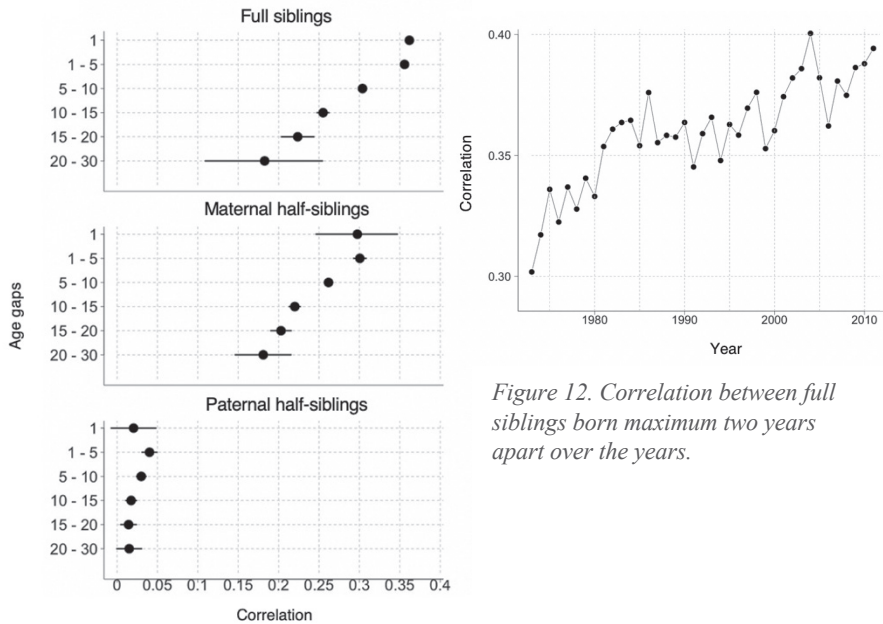 Full siblings
1
1 - 5
5 - 10
10 - 15
15 - 20
20 - 30
Maternal half-siblings
1
1 - 5
5 - 10
10 - 15
15 - 20
20 - 30
Paternal half-siblings
1
1 - 5
5 - 10
10 - 15
15 - 20
20 - 30
0 0.05 0.1 0.15 0.2 0.25 0.3 0.35 0.4
Correlation
Age gaps
0.40
0.35
0.30
Correlation
1980 1990 2000 2010
Year
Figure 12. Correlation between full
siblings born maximum two years
apart over the years.